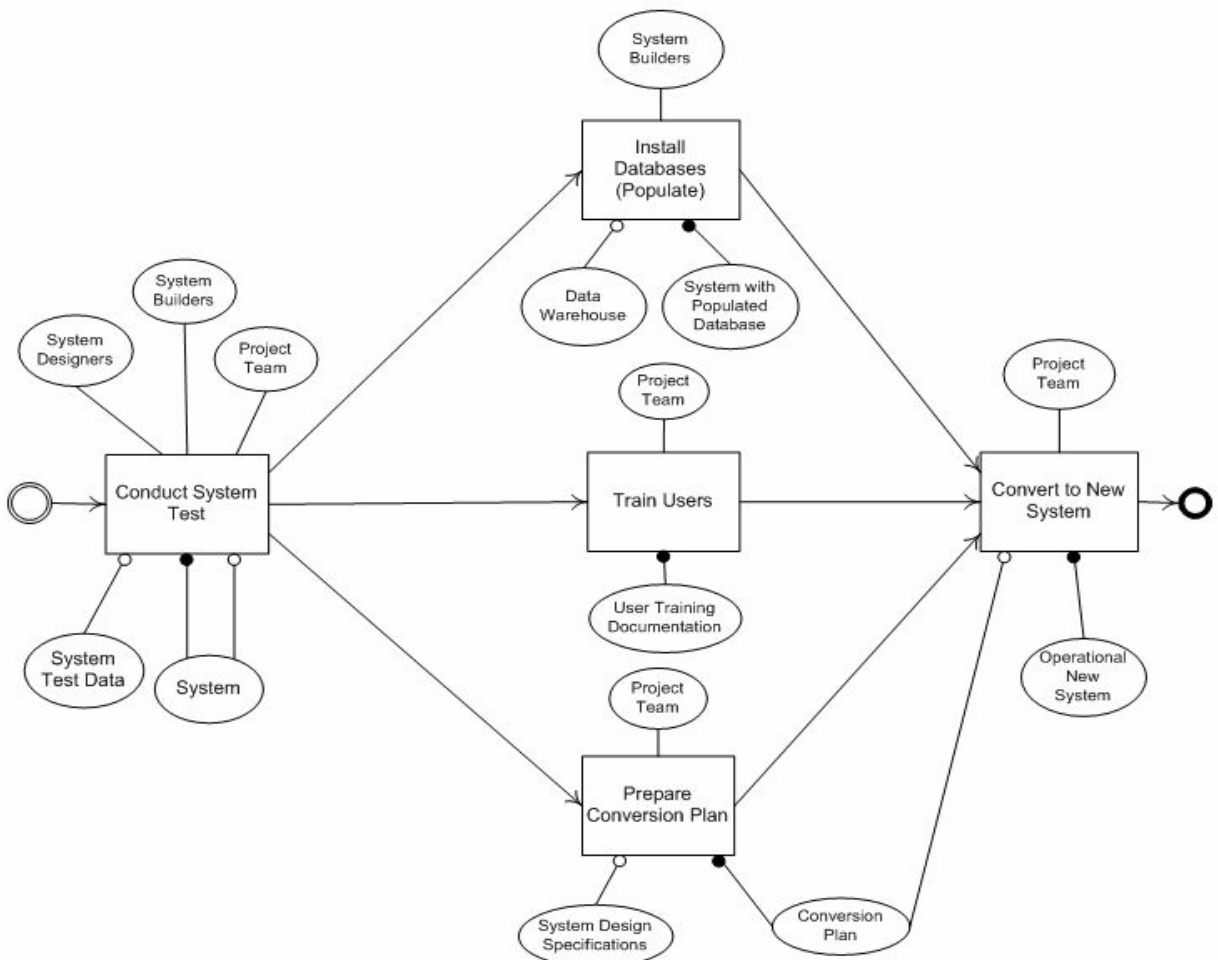 System
Builders
Install
Databases
(Populate)
Data
Warehouse
System with
Populated
Database
System
Builders
System
Designers
Project
Team
Conduct System
Test
System
Test Data
System
Project
Team
Train Users
User Training
Documentation
Project
Team
Prepare
Conversion Plan
System Design
Specifications
Conversion
Plan
Project
Team
Convert to New
System
Operational
New
System